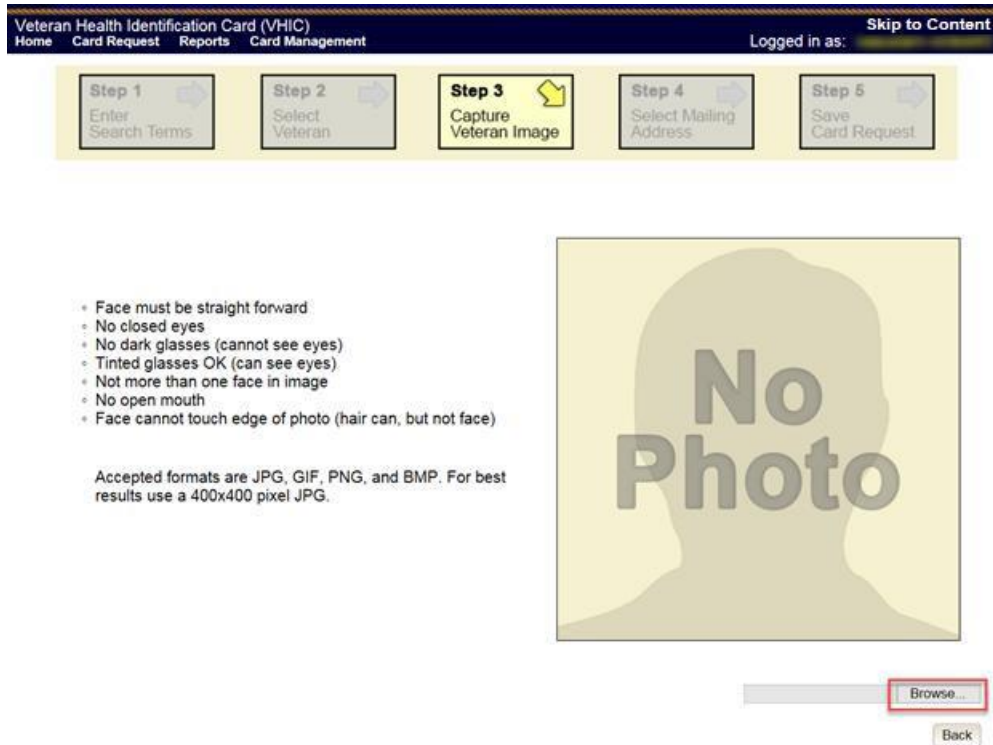 Veteran Health Identification Card (VHIC)
Skip to Content
Home Card Request Reports Card Management
Logged in as:
Step 1
Enter
Search Terms
Step 2
Select
Veteran
Step 3
Capture
Veteran Image
Step 4
Select Mailing
Address
Step 5
Save
Card Request
Face must be straight forward
No closed eyes
No dark glasses (cannot see eyes)
Tinted glasses OK (can see eyes)
Not more than one face in image
No open mouth
Face cannot touch edge of photo (hair can, but not face)
Accepted formats are JPG, GIF, PNG, and BMP. For best
results use a 400x400 pixel JPG.
No
Photo
Browse...
Back